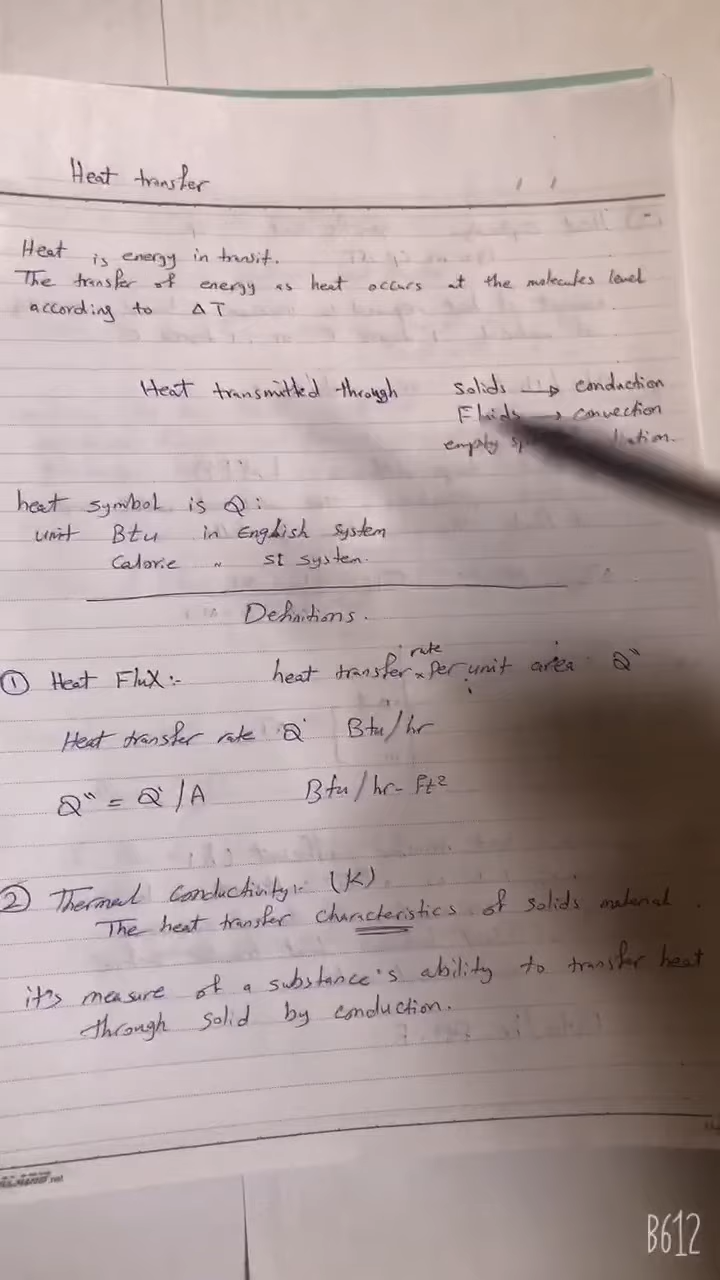 Heat transfer
Heat is energy in transit.
The transfer of energy as heat occurs at the molecules level
according to ΔT
Heat transmitted through solids → conduction
Fluids → convection
empty
heat symbol is Q:
unit Btu in English system
Calorie " SI system.
Definitions.
① Heat Flux:- heat transfer rate per unit area Q"
Heat transfer rate Q̇ Btu/hr
Q" = Q̇/A Btu/hr-ft²
② Thermal Conductivity:- (K)
The heat transfer characteristics of solids material.
it's measure of a substance's ability to transfer heat
through solid by conduction.
B612